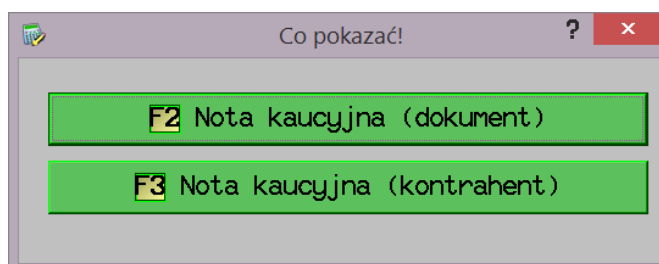 Co pokazać!
?
x
F2 Nota kaucyjna (dokument)
F3 Nota kaucyjna (kontrahent)